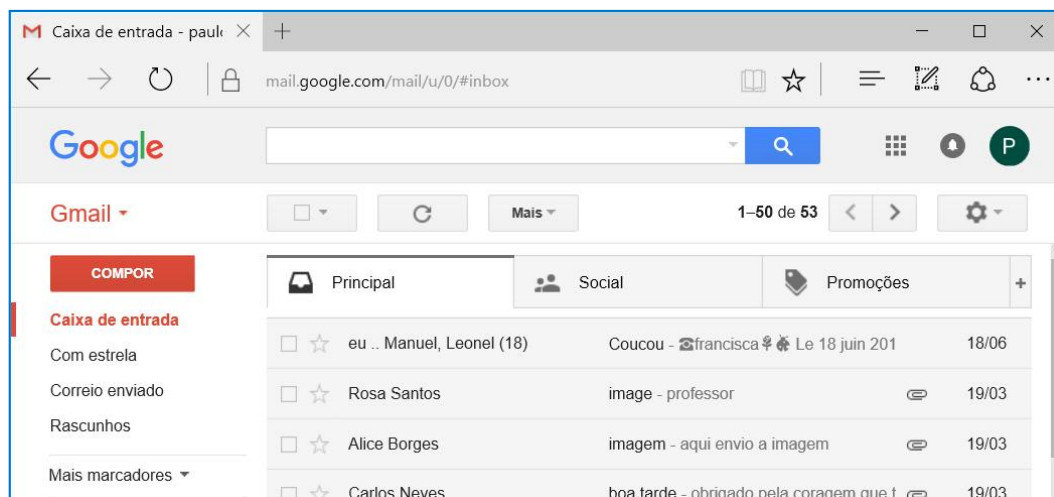 Caixa de entrada - paulo
mail.google.com/mail/u/0/#inbox
Google
P
Gmail
Mais
1–50 de 53
COMPOR
Principal
Social
Promoções
+
Caixa de entrada
Com estrela
Correio enviado
Rascunhos
Mais marcadores
eu .. Manuel, Leonel (18) Coucou - ☎francisca Le 18 juin 201 18/06
Rosa Santos image - professor 19/03
Alice Borges imagem - aqui envio a imagem 19/03
Carlos Neves boa tarde - obrigado pela coragem que t 19/03